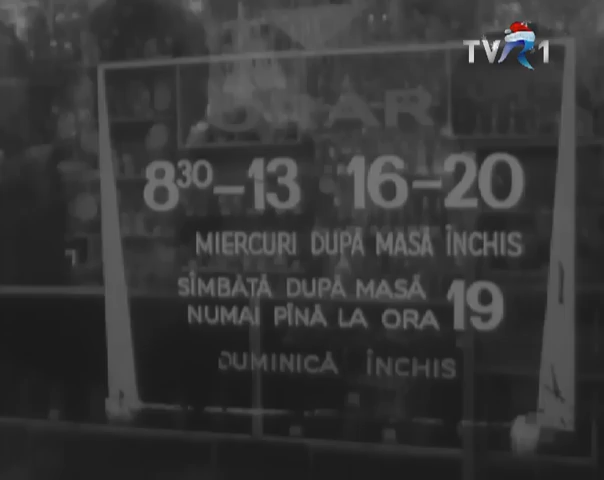 TVR1
ORAR
8³⁰-13 16-20
MIERCURI DUPĂ MASĂ ÎNCHIS
SÎMBĂTĂ DUPĂ MASĂ
NUMAI PÎNĂ LA ORA 19
DUMINICĂ ÎNCHIS